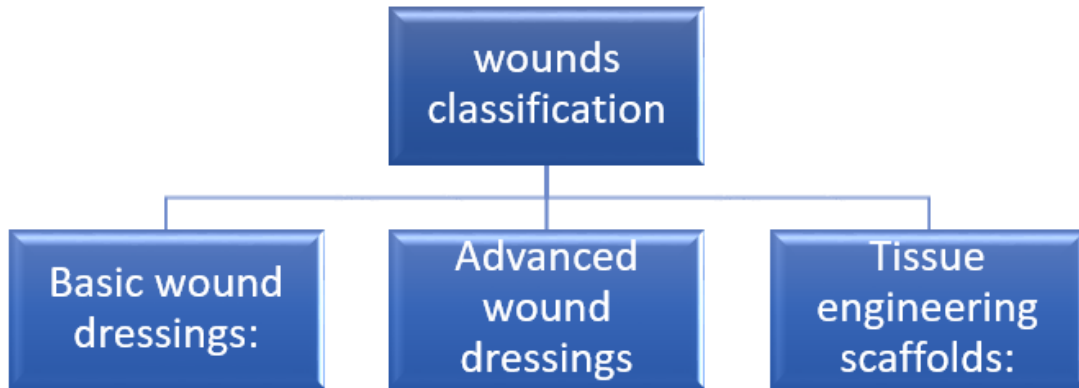 wounds
classification
Basic wound
dressings:
Advanced
wound
dressings
Tissue
engineering
scaffolds: